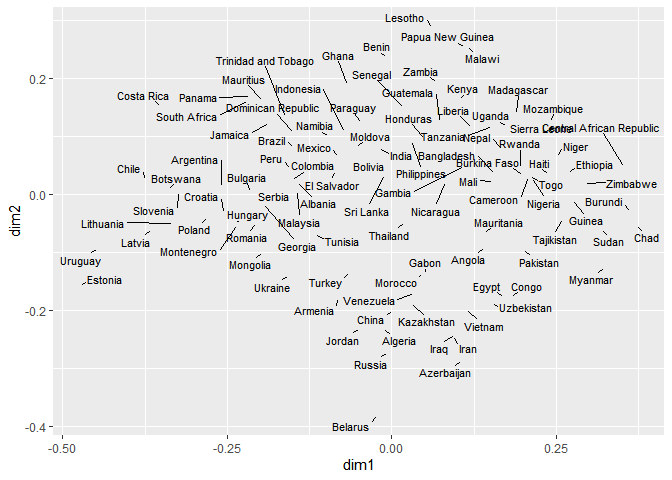 Lesotho
Papua New Guinea
Benin
Ghana
Malawi
Trinidad and Tobago
Senegal
Zambia
0.2
Mauritius
Indonesia
Guatemala
Kenya
Madagascar
Costa Rica
Panama
Dominican Republic
Paraguay
Liberia
Mozambique
South Africa
Honduras
Uganda
Namibia
Sierra Leone
Central African Republic
Jamaica
Brazil
Moldova
Tanzania
Nepal
Mexico
Rwanda
Niger
0.1
Argentina
Peru
India
Bangladesh
Chile
Colombia
Bolivia
Burkina Faso
Haiti
Ethiopia
Botswana
Bulgaria
Philippines
Mali
Togo
Zimbabwe
El Salvador
0.0
Croatia
Serbia
Albania
Gambia
Cameroon
Nigeria
Burundi
Slovenia
Sri Lanka
Nicaragua
Hungary
Guinea
Lithuania
Poland
Malaysia
Mauritania
Latvia
Romania
Georgia
Tunisia
Thailand
Tajikistan
Sudan
Chad
Montenegro
Uruguay
Mongolia
Gabon
Angola
Pakistan
Estonia
Ukraine
Turkey
Morocco
Egypt
Congo
Myanmar
Venezuela
Uzbekistan
-0.2
Armenia
China
Kazakhstan
Vietnam
Jordan
Algeria
Iraq
Iran
Russia
Azerbaijan
Belarus
-0.4
-0.50
-0.25
0.00
0.25
dim1
dim2